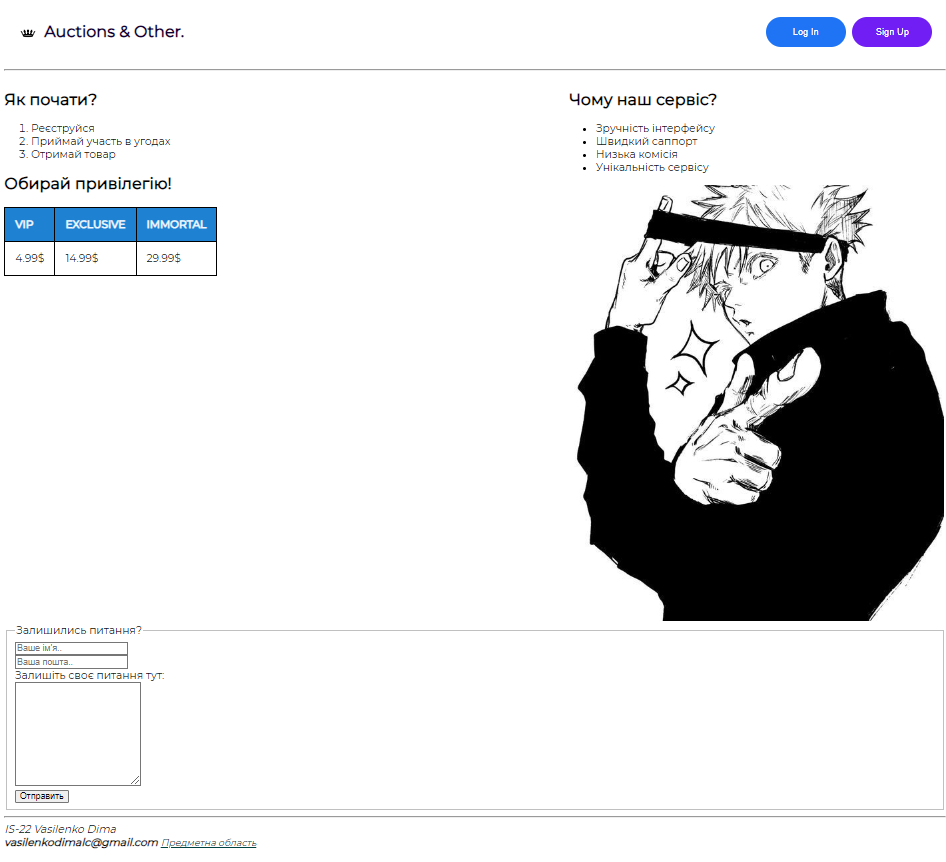 Auctions & Other.
Log In
Sign Up
Як почати?
1. Реєструйся
2. Приймай участь в угодах
3. Отримай товар
Обирай привілегію!
VIP EXCLUSIVE IMMORTAL
4.99$ 14.99$ 29.99$
Чому наш сервіс?
• Зручність інтерфейсу
• Швидкий саппорт
• Низька комісія
• Унікальність сервісу
Залишились питання?
Ваше ім'я..
Ваша пошта..
Залишіть своє питання тут:
Отправить
IS-22 Vasilenko Dima
vasilenkodimalc@gmail.com Предметна область